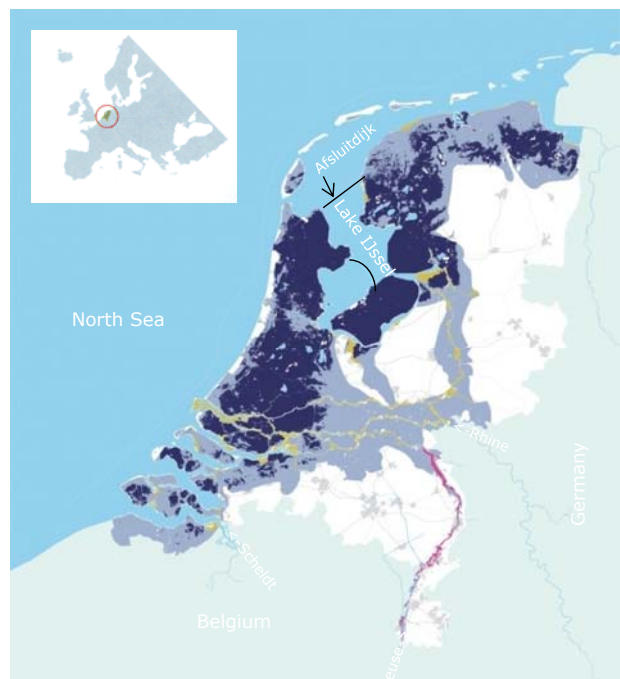 Afsluitdijk
Lake IJssel
North Sea
<-Rhine
Germany
<-Scheldt
Belgium